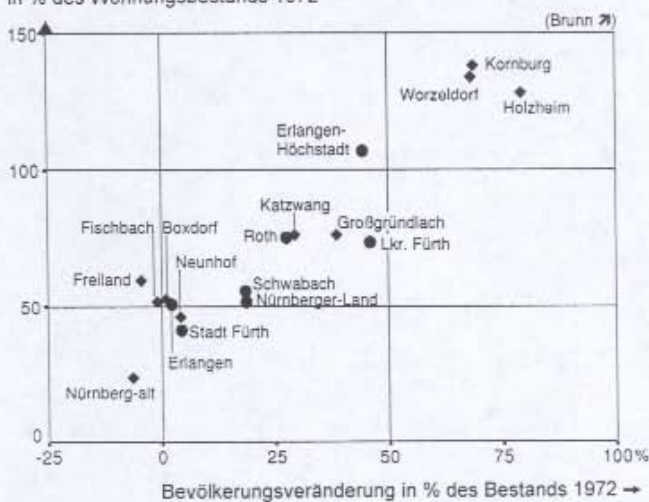 in % des Wohnungsbestands 1972
(Brunn ↗)
150
Kornburg
Worzeldorf
Holzheim
Erlangen-
Höchstadt
100
Katzwang
Fischbach Boxdorf
Großgründlach
Roth
Lkr. Fürth
Neunhof
Freiland
Schwabach
50
Nürnberger-Land
Stadt Fürth
Erlangen
Nürnberg-alt
0
-25 0 25 50 75 100%
Bevölkerungsveränderung in % des Bestands 1972 →